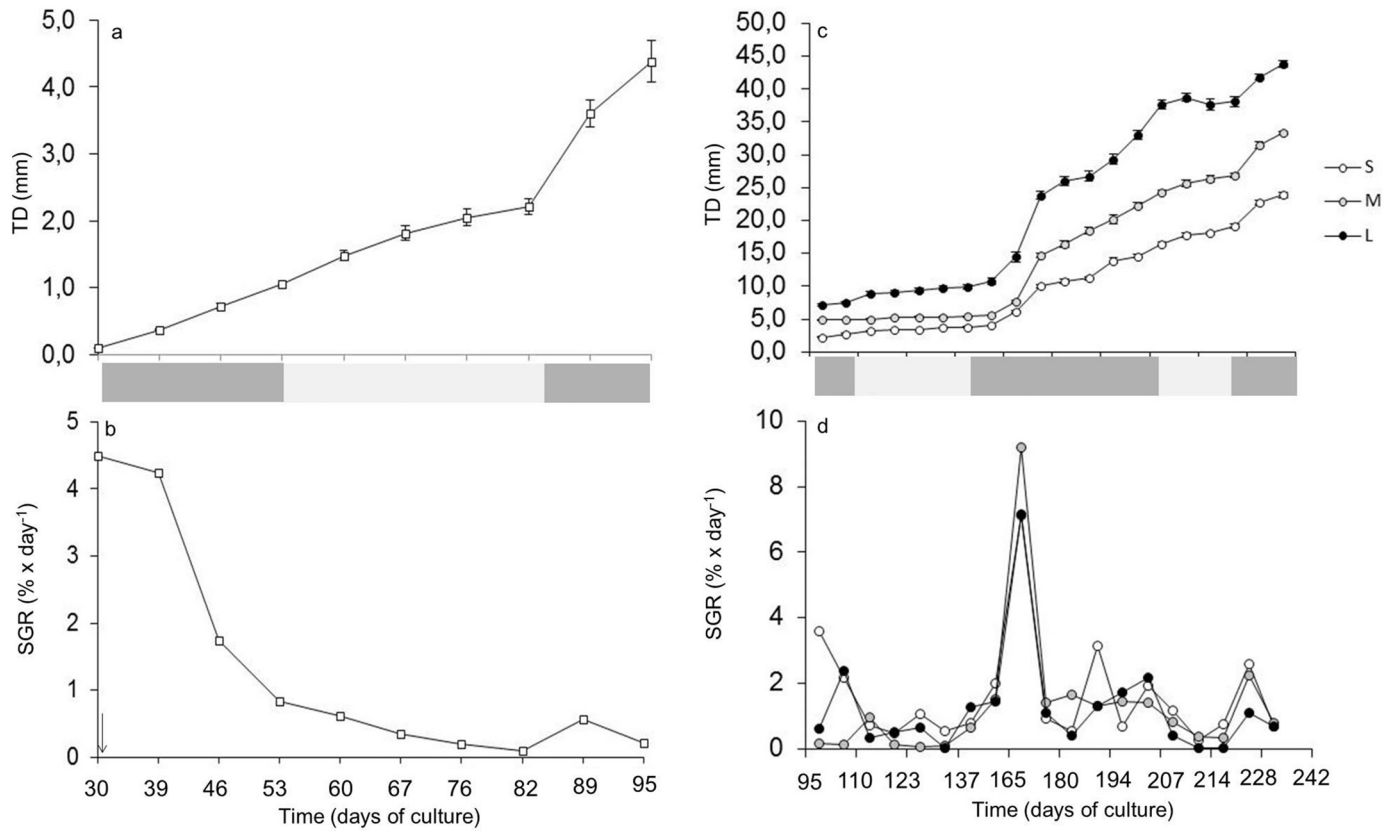 a
5,0
4,0
3,0
2,0
1,0
0,0
TD (mm)
b
5
4
3
2
1
0
SGR (% x day-1)
30 39 46 53 60 67 76 82 89 95
Time (days of culture)
c
50,0
45,0
40,0
35,0
30,0
25,0
20,0
15,0
10,0
5,0
0,0
TD (mm)
S
M
L
d
10
8
6
4
2
0
SGR (% x day-1)
95 110 123 137 165 180 194 207 214 228 242
Time (days of culture)